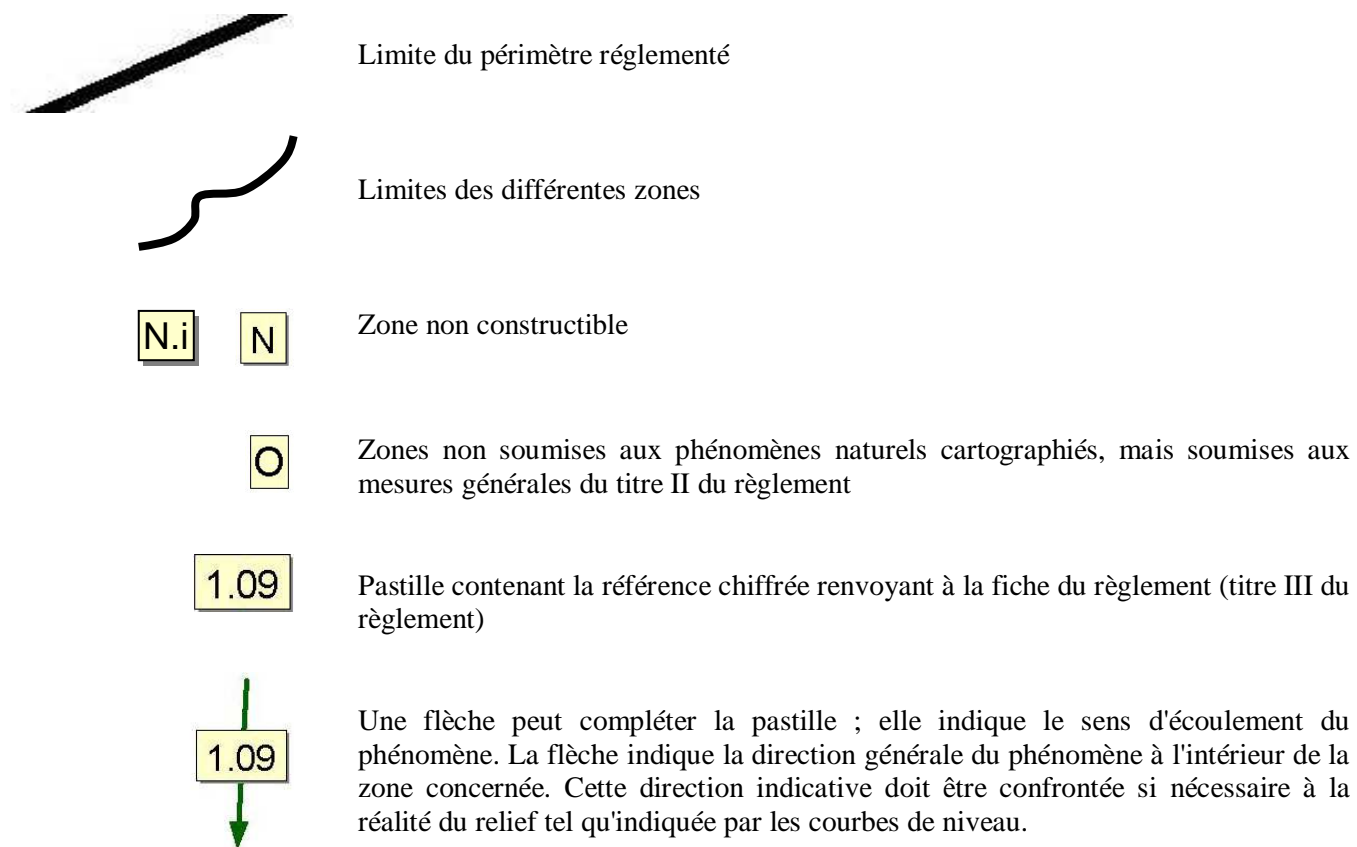 Limite du périmètre réglementé
Limites des différentes zones
N.i N Zone non constructible
O Zones non soumises aux phénomènes naturels cartographiés, mais soumises aux
mesures générales du titre II du règlement
1.09 Pastille contenant la référence chiffrée renvoyant à la fiche du règlement (titre III du
règlement)
Une flèche peut compléter la pastille ; elle indique le sens d'écoulement du
1.09 phénomène. La flèche indique la direction générale du phénomène à l'intérieur de la
zone concernée. Cette direction indicative doit être confrontée si nécessaire à la
réalité du relief tel qu'indiquée par les courbes de niveau.